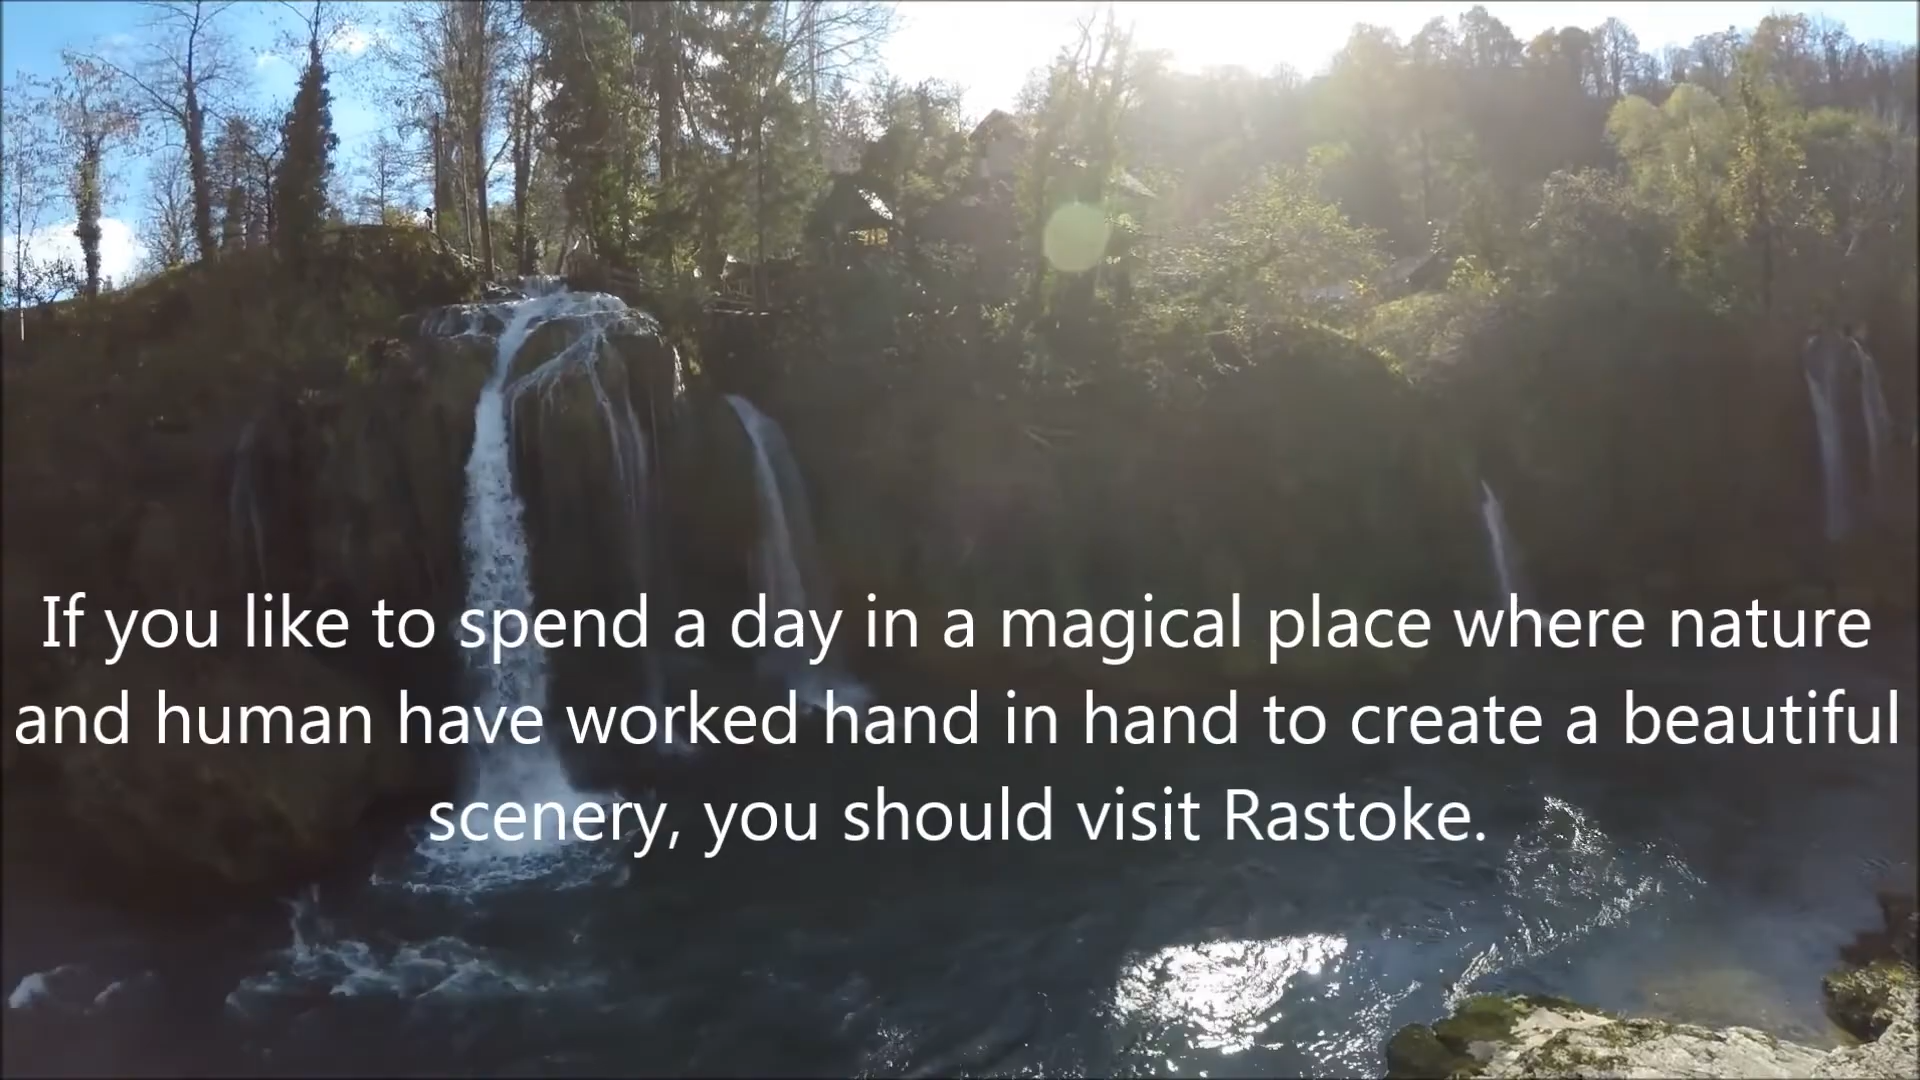 If you like to spend a day in a magical place where nature
and human have worked hand in hand to create a beautiful
scenery, you should visit Rastoke.